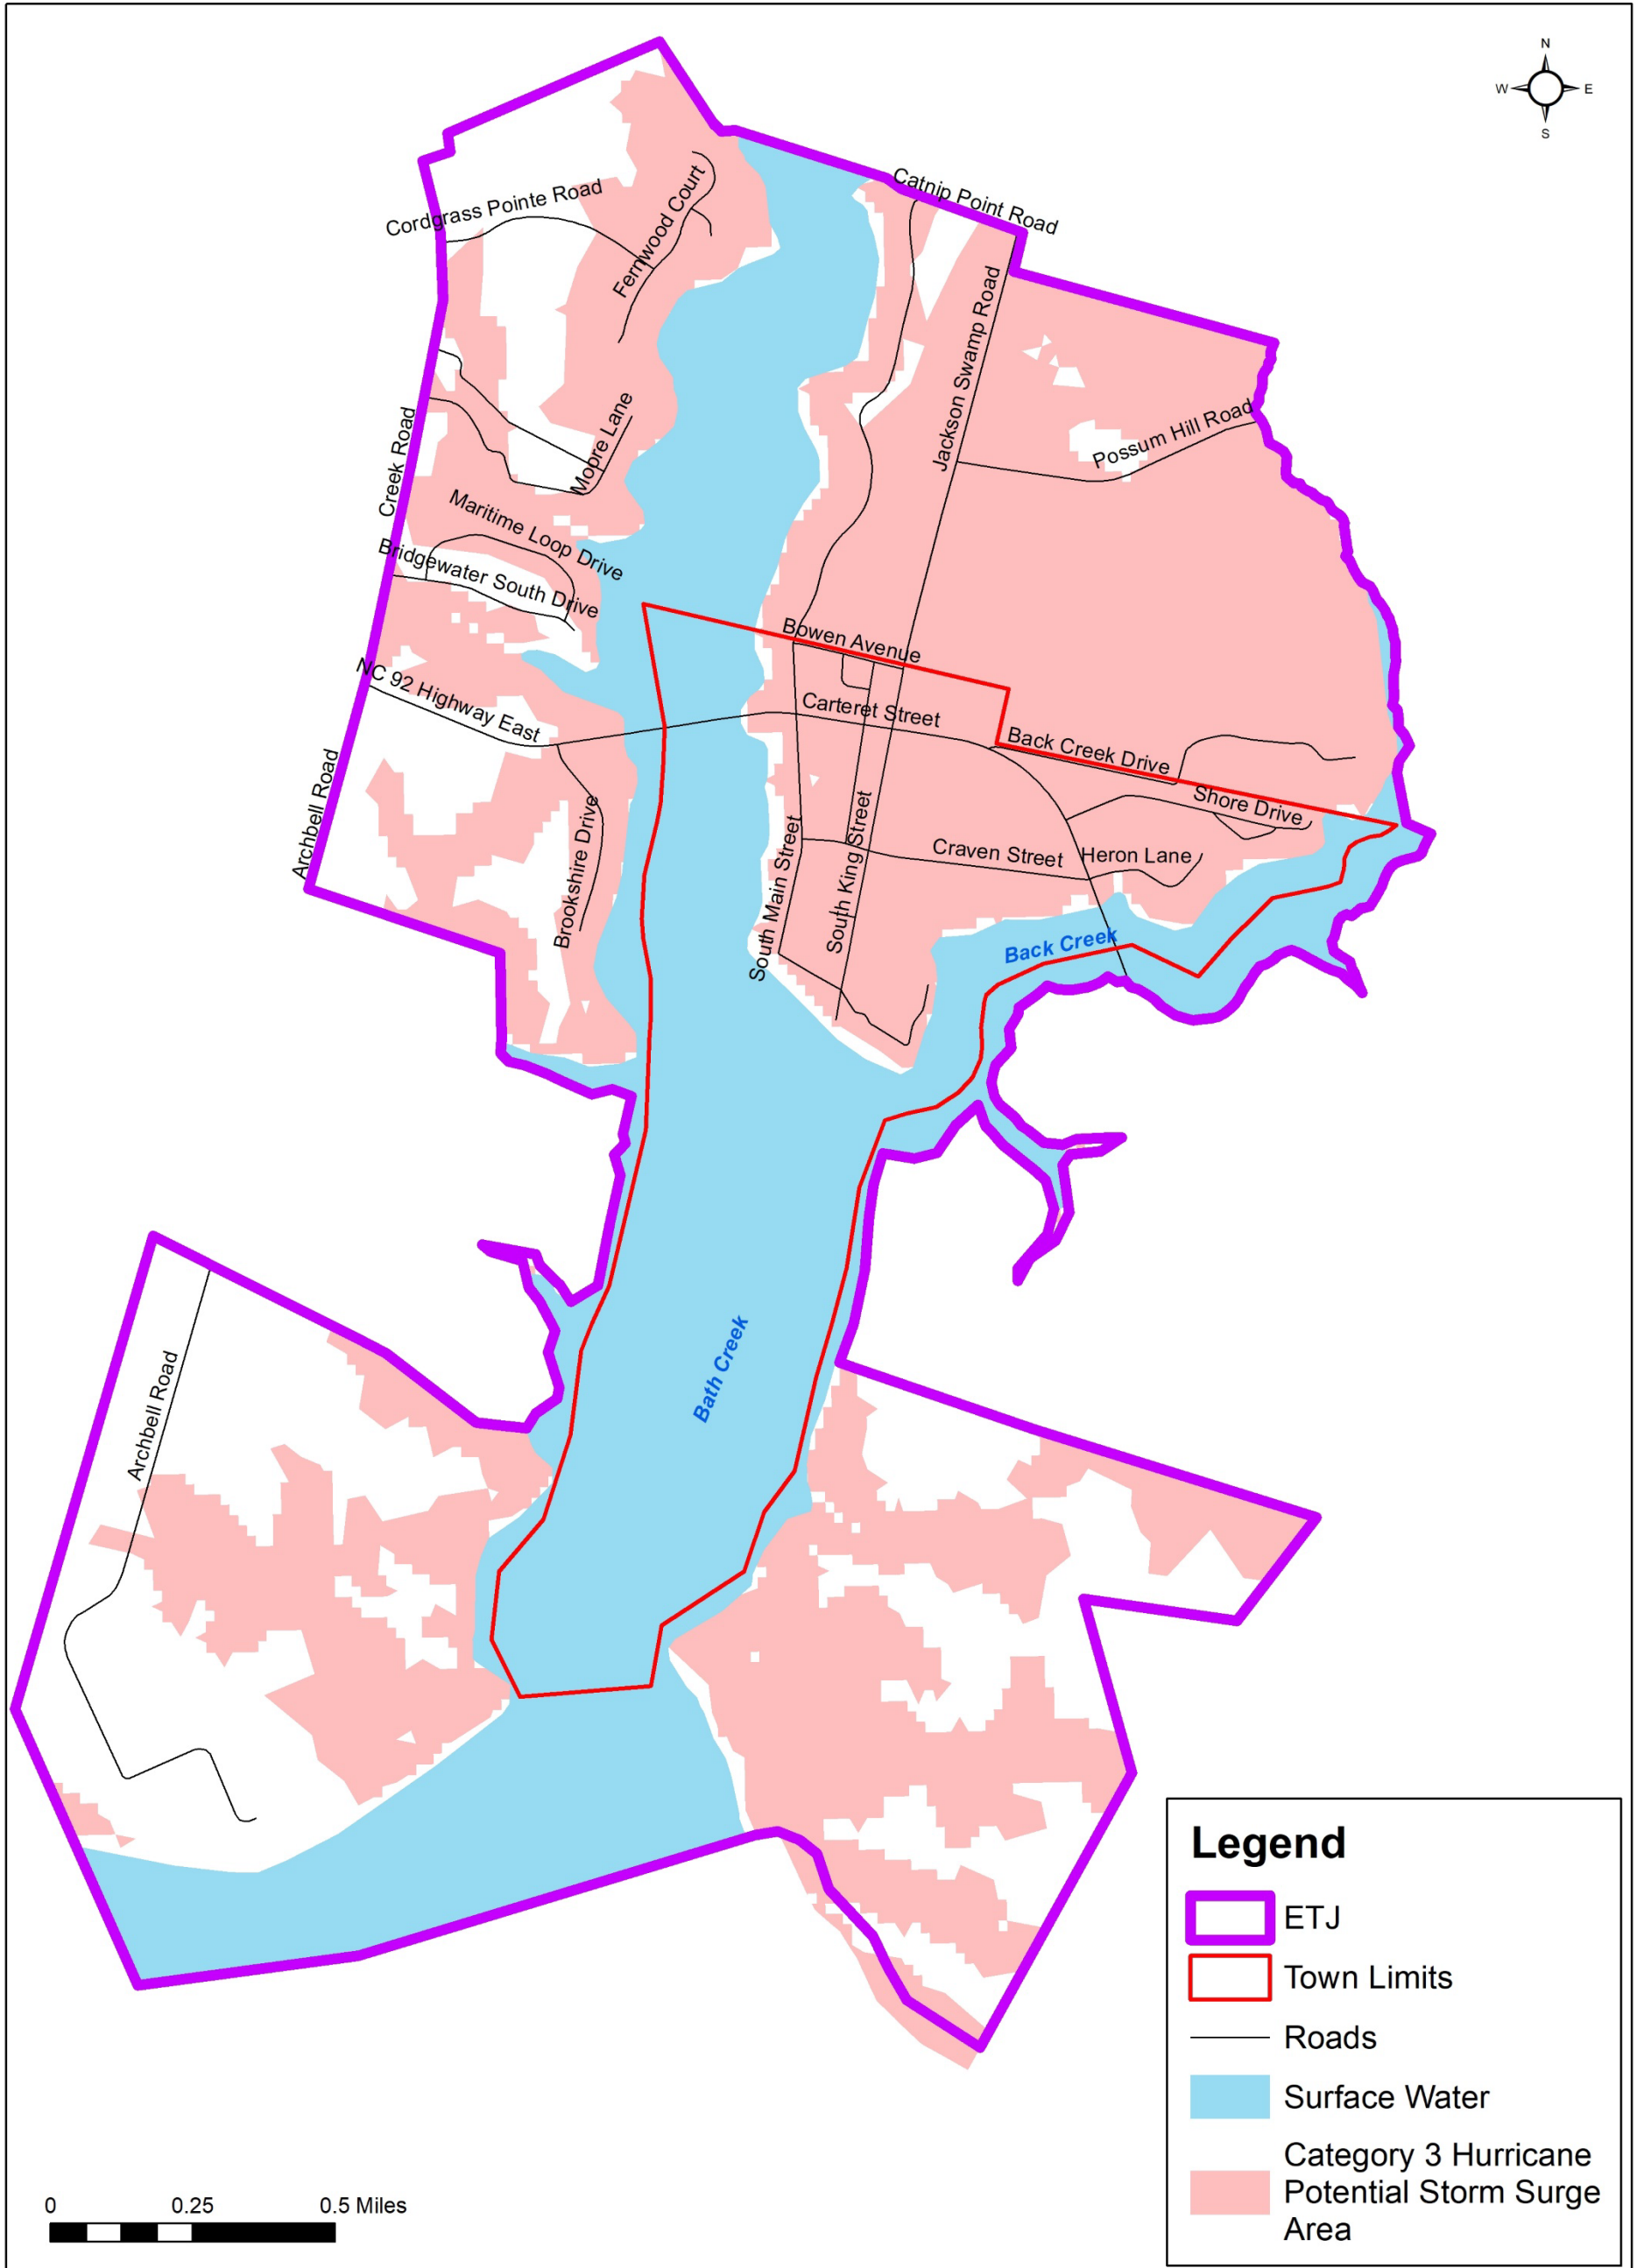 N
W E
S
Catnip Point Road
Cordgrass Pointe Road
Fernwood Court
Jackson Swamp Road
Possum Hill Road
Moore Lane
Creek Road
Maritime Loop Drive
Bridgewater South Drive
Bowen Avenue
NC 92 Highway East
Carteret Street
Back Creek Drive
Shore Drive
Archbell Road
Brookshire Drive
South Main Street
South King Street
Craven Street
Heron Lane
Back Creek
Bath Creek
Archbell Road
Legend
ETJ
Town Limits
Roads
Surface Water
Category 3 Hurricane
Potential Storm Surge
Area
0 0.25 0.5 Miles